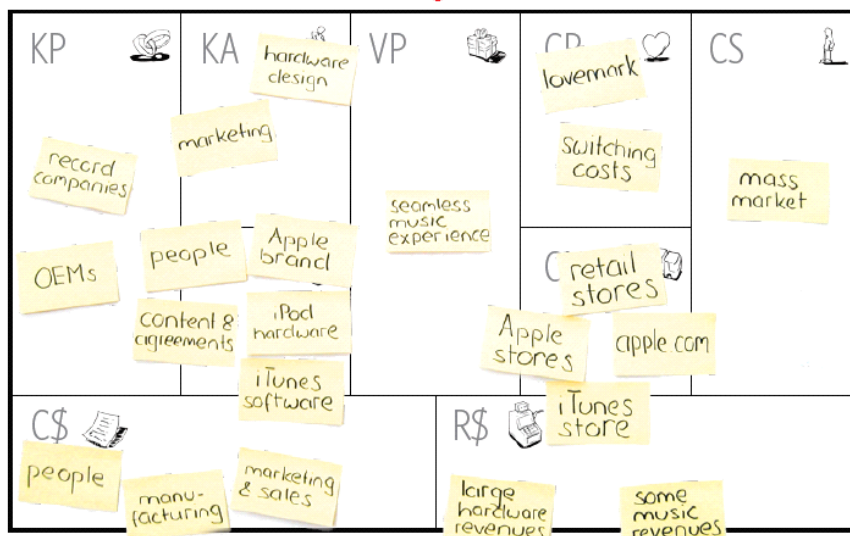 KP
record
companies
OEMs
KA
hardware
design
marketing
people
Apple
brand
content &
agreements
iPod
hardware
iTunes
software
VP
seamless
music
experience
CR
lovemark
switching
costs
C
retail
stores
Apple
stores
apple.com
iTunes
store
CS
mass
market
C$
people
manu-
facturing
marketing
& sales
R$
large
hardware
revenues
some
music
revenues